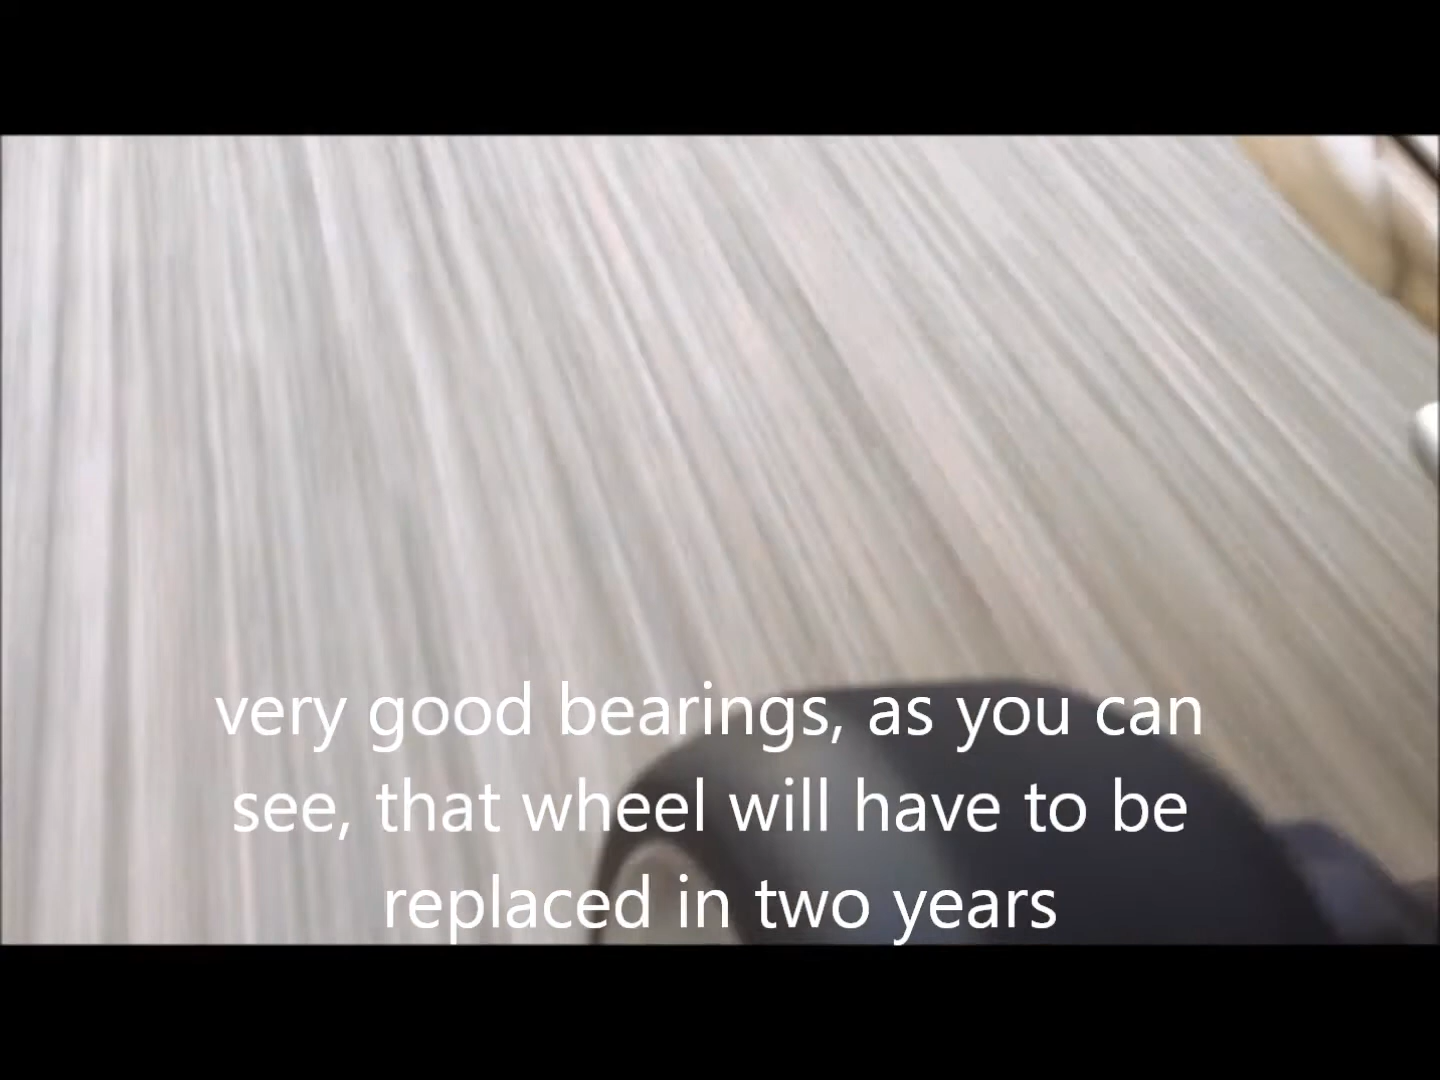 very good bearings, as you can
see, that wheel will have to be
replaced in two years